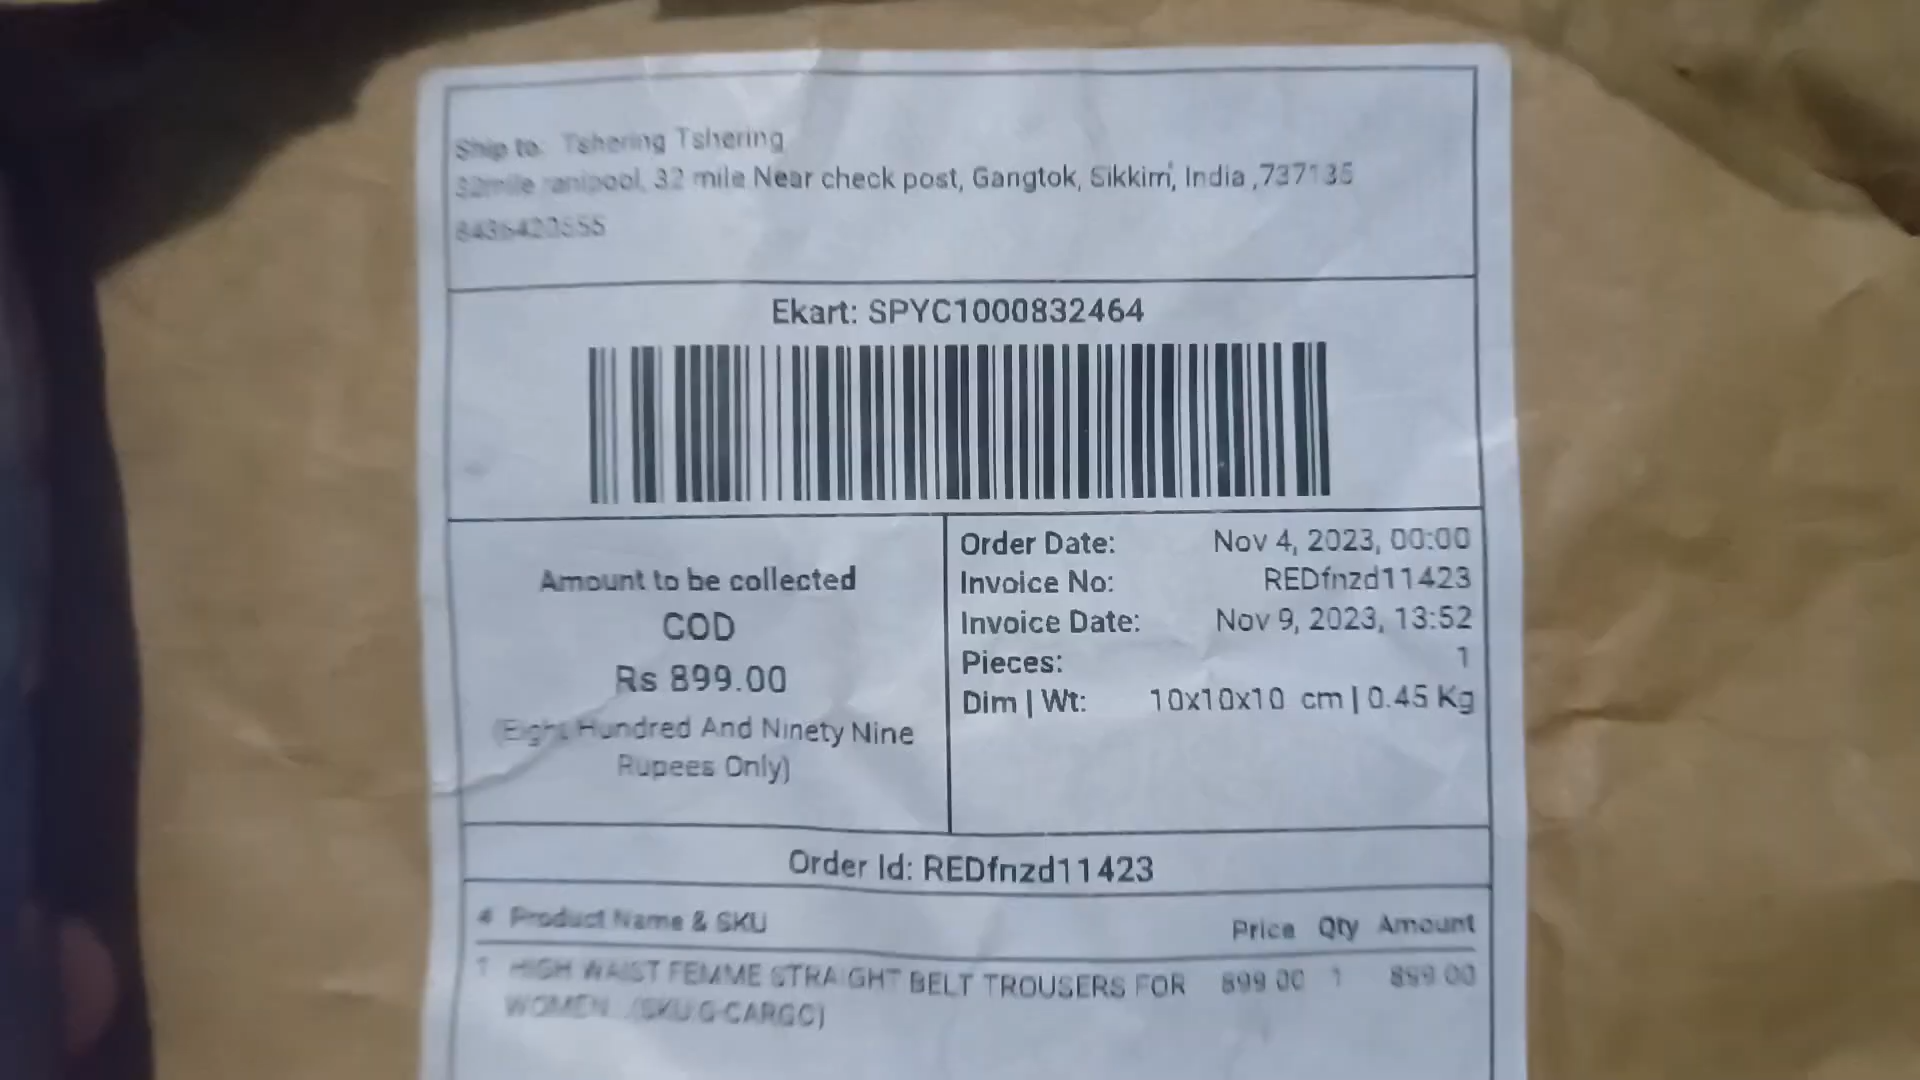 Ship to: Tshering Tshering
32mile ranipool, 32 mile Near check post, Gangtok, Sikkim, India ,737135
Ekart: SPYC1000832464
Amount to be collected
COD
Rs 899.00
(Eight Hundred And Ninety Nine
Rupees Only)
Order Date: Nov 4, 2023, 00:00
Invoice No: REDfnzd11423
Invoice Date: Nov 9, 2023, 13:52
Pieces: 1
Dim | Wt: 10x10x10 cm | 0.45 Kg
Order Id: REDfnzd11423
# Product Name & SKU Price Qty Amount
1 HIGH WAIST FEMME STRAIGHT BELT TROUSERS FOR 899.00 1 899.00
WOMEN...(SKU:G-CARGO)